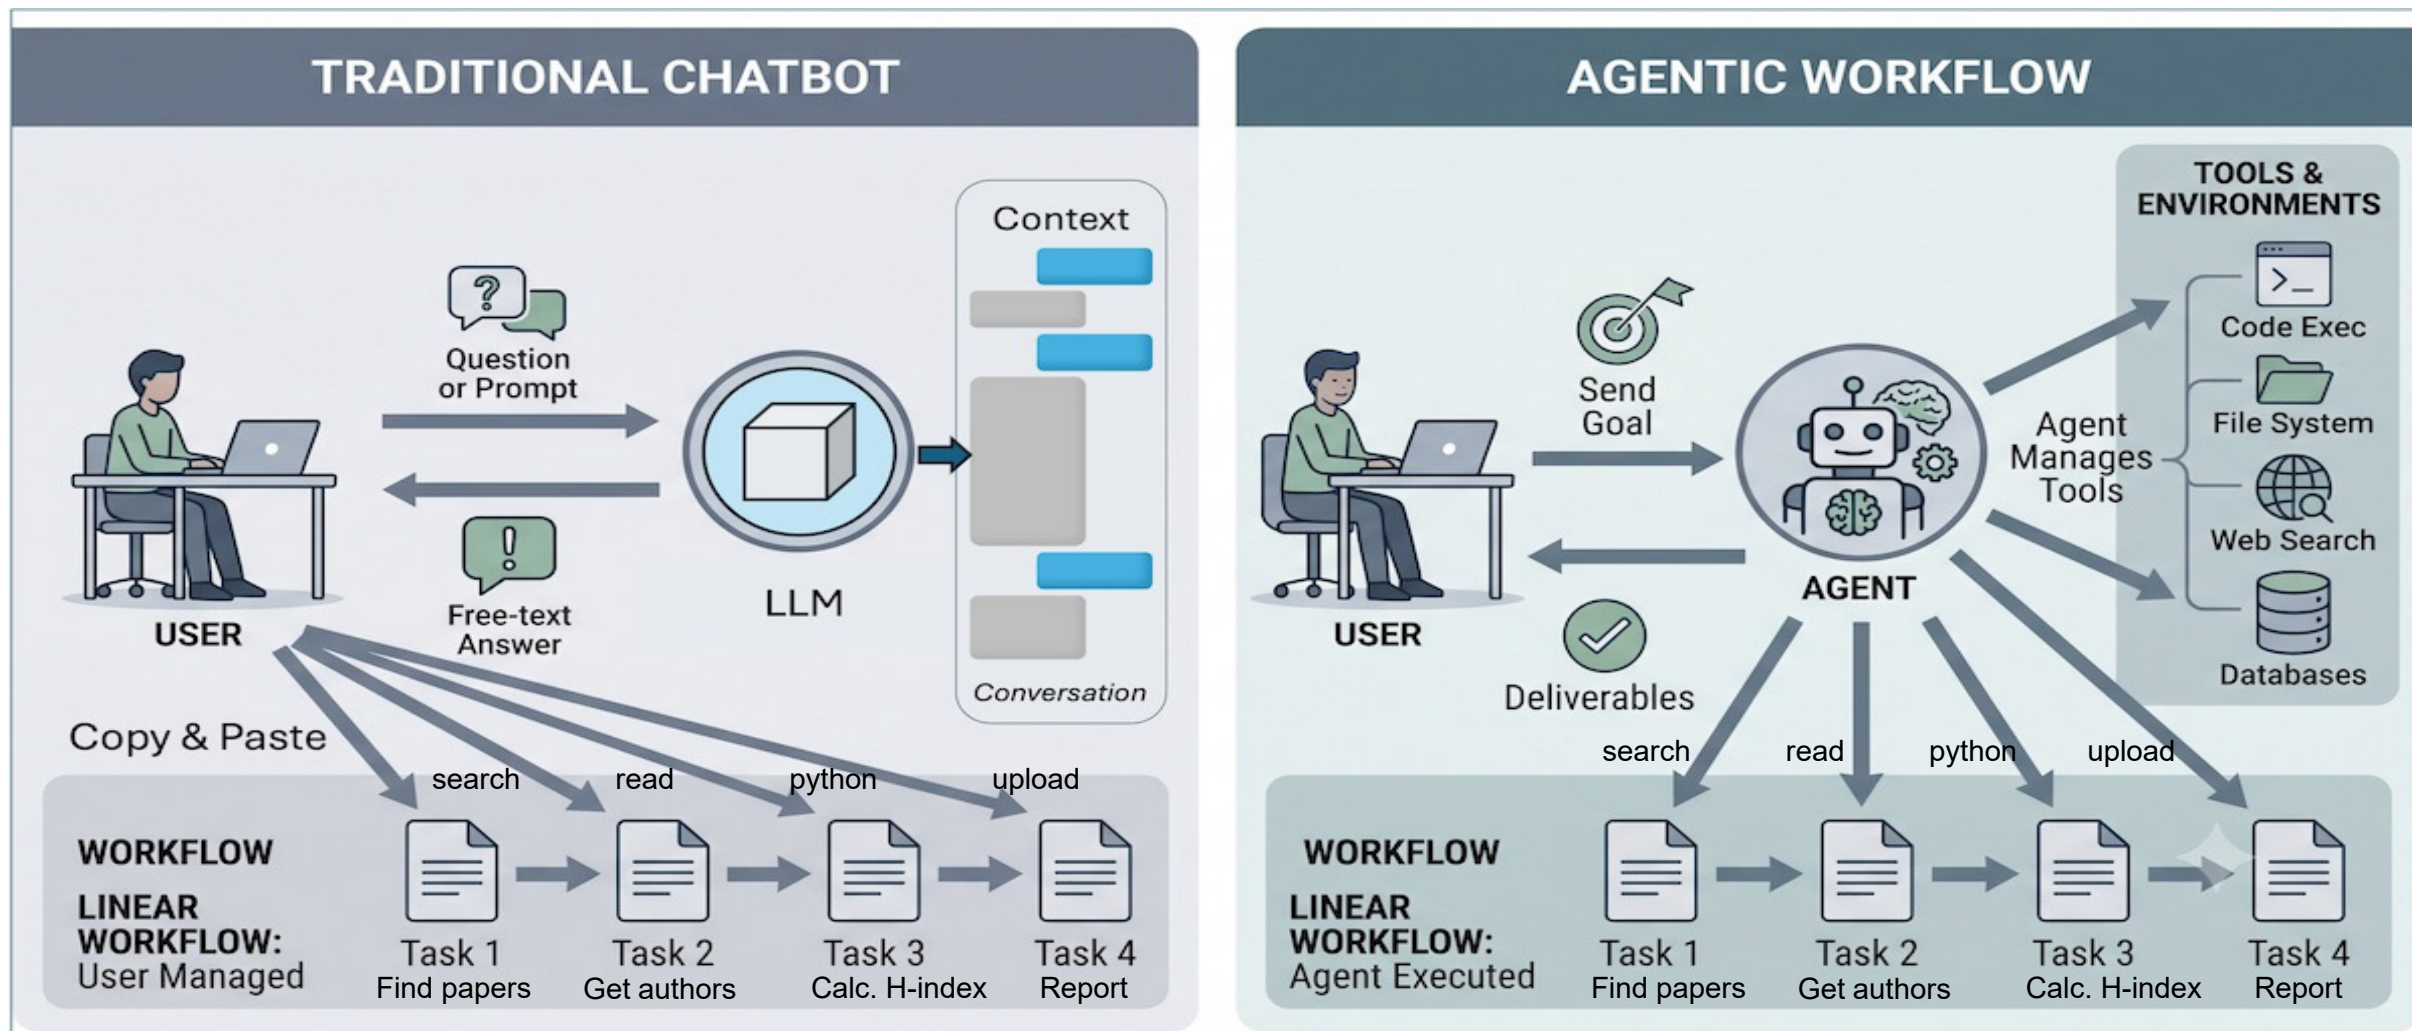 TRADITIONAL CHATBOT
Question
or Prompt
Free-text
Answer
USER
LLM
Context
Conversation
Copy & Paste
search
read
python
upload
WORKFLOW
LINEAR
WORKFLOW:
User Managed
Task 1
Find papers
Task 2
Get authors
Task 3
Calc. H-index
Task 4
Report
AGENTIC WORKFLOW
Send
Goal
Deliverables
USER
AGENT
Agent
Manages
Tools
TOOLS &
ENVIRONMENTS
Code Exec
File System
Web Search
Databases
search
read
python
upload
WORKFLOW
LINEAR
WORKFLOW:
Agent Executed
Task 1
Find papers
Task 2
Get authors
Task 3
Calc. H-index
Task 4
Report